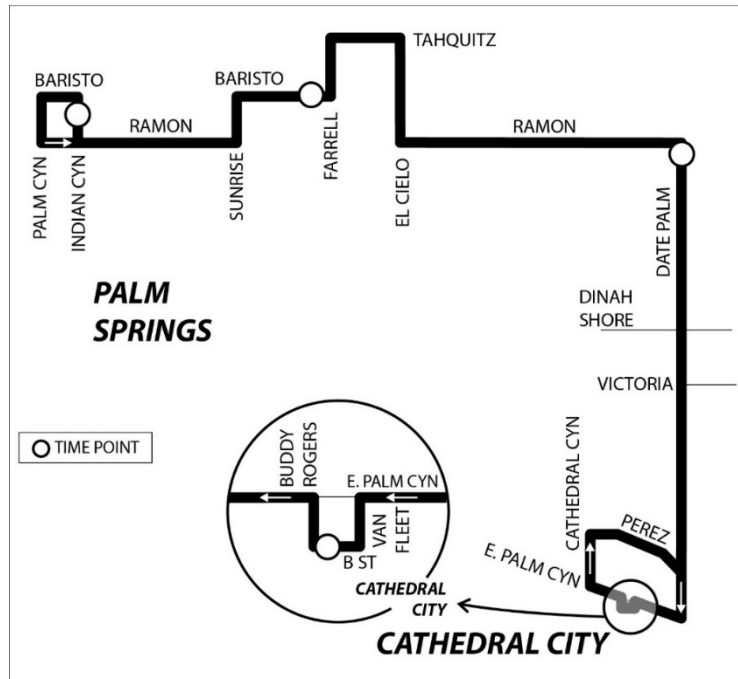 TAHQUITZ
BARISTO
BARISTO
RAMON
RAMON
PALM CYN
INDIAN CYN
SUNRISE
FARRELL
EL CIELO
DATE PALM
PALM
SPRINGS
DINAH
SHORE
VICTORIA
TIME POINT
BUDDY
ROGERS
E. PALM CYN
VAN
FLEET
B ST
CATHEDRAL
CITY
CATHEDRAL CYN
PEREZ
E. PALM CYN
CATHEDRAL CITY